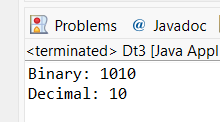 Problems @ Javadoc
<terminated> Dt3 [Java Appl
Binary: 1010
Decimal: 10